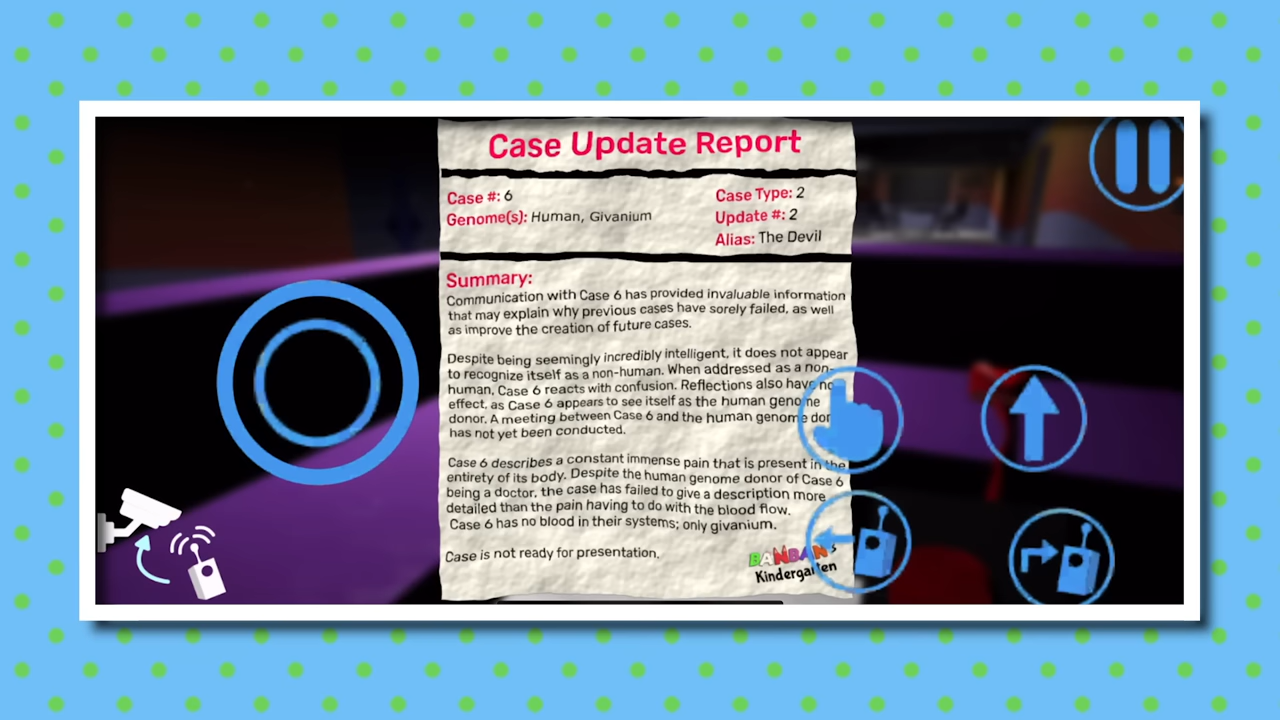 Case Update Report
Case #: 6
Genome(s): Human, Givanium
Case Type: 2
Update #: 2
Alias: The Devil
Summary:
Communication with Case 6 has provided invaluable information
that may explain why previous cases have sorely failed, as well
as improve the creation of future cases.
Despite being seemingly incredibly intelligent, it does not appear
to recognize itself as a non-human. When addressed as a non-
human, Case 6 reacts with confusion. Reflections also have no
effect, as Case 6 appears to see itself as the human genome
donor. A meeting between Case 6 and the human genome donor
has not yet been conducted.
Case 6 describes a constant immense pain that is present in the
entirety of its body. Despite the human genome donor of Case 6
being a doctor, the case has failed to give a description more
detailed than the pain having to do with the blood flow.
Case 6 has no blood in their systems; only givanium.
Case is not ready for presentation.
BANBAN's
Kindergarten